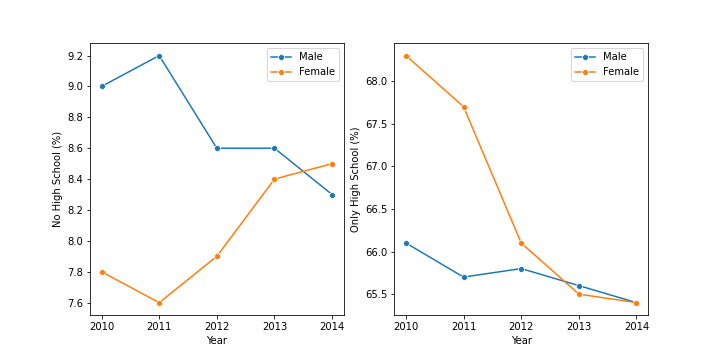 No High School (%)
9.2
9.0
8.8
8.6
8.4
8.2
8.0
7.8
7.6
2010 2011 2012 2013 2014
Year
Male
Female
Only High School (%)
68.0
67.5
67.0
66.5
66.0
65.5
2010 2011 2012 2013 2014
Year
Male
Female